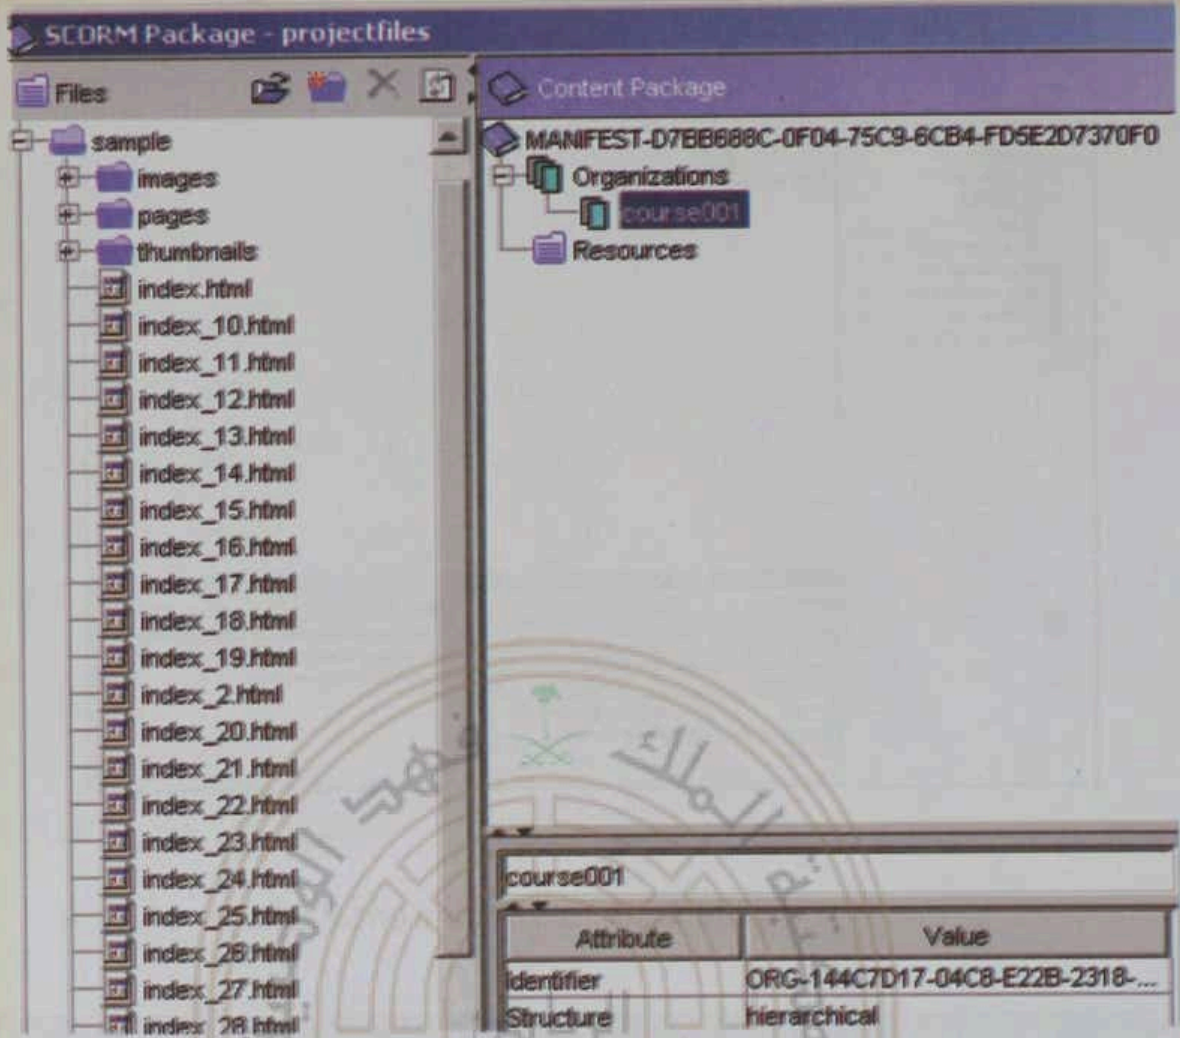 SCORM Package - projectfiles
Files
sample
images
pages
thumbnails
index.html
index_10.html
index_11.html
index_12.html
index_13.html
index_14.html
index_15.html
index_16.html
index_17.html
index_18.html
index_19.html
index_2.html
index_20.html
index_21.html
index_22.html
index_23.html
index_24.html
index_25.html
index_26.html
index_27.html
index_28.html
Content Package
MANIFEST-D7BB688C-0F04-75C9-6CB4-FD5E2D7370F0
Organizations
course001
Resources
course001
Attribute Value
Identifier ORG-144C7D17-04C8-E22B-2318-...
Structure hierarchical